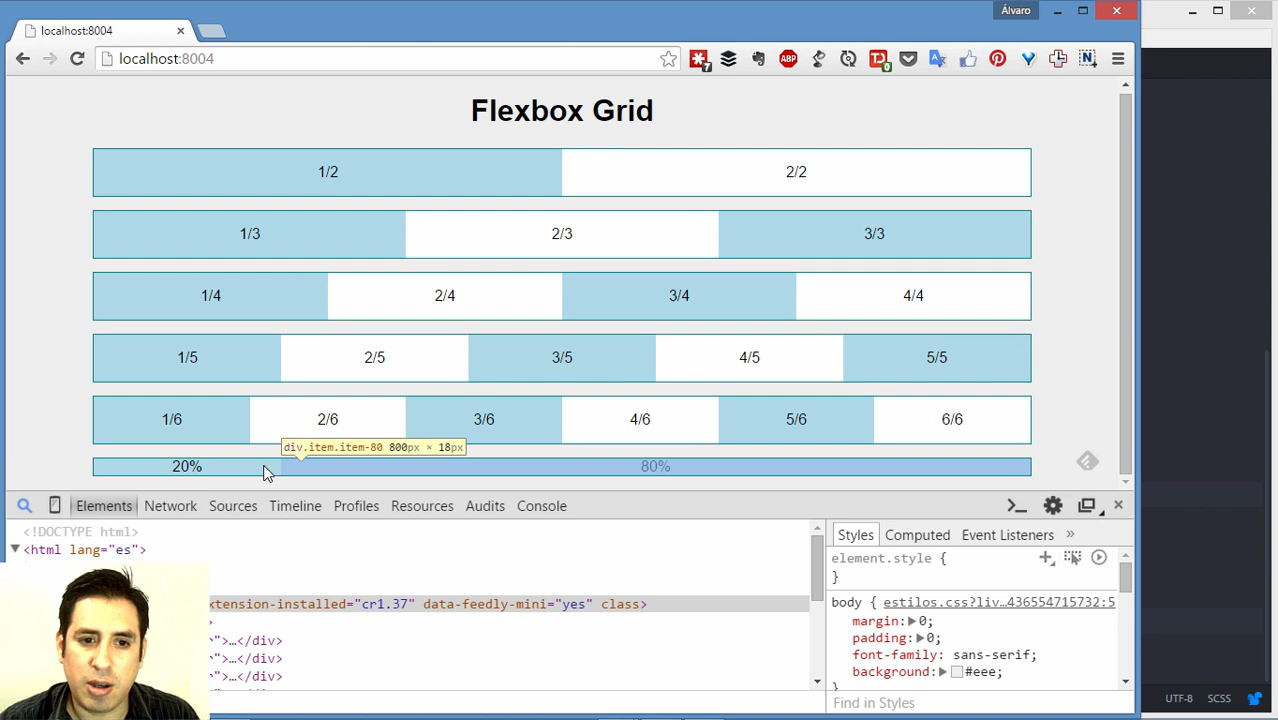 Álvaro
localhost:8004
localhost:8004
7
ABP
0
N
Flexbox Grid
1/2 2/2
1/3 2/3 3/3
1/4 2/4 3/4 4/4
1/5 2/5 3/5 4/5 5/5
1/6 2/6 3/6 4/6 5/6 6/6
div.item.item-80 800px × 18px
20% 80%
Elements Network Sources Timeline Profiles Resources Audits Console
<!DOCTYPE html>
<html lang="es">
xtension-installed="cr1.37" data-feedly-mini="yes" class>
>
r">…</div>
r">…</div>
r">…</div>
Styles Computed Event Listeners »
element.style {
}
body { estilos.css?liv…436554715732:5
margin: 0;
padding: 0;
font-family: sans-serif;
background: #eee;
}
Find in Styles
UTF-8 SCSS